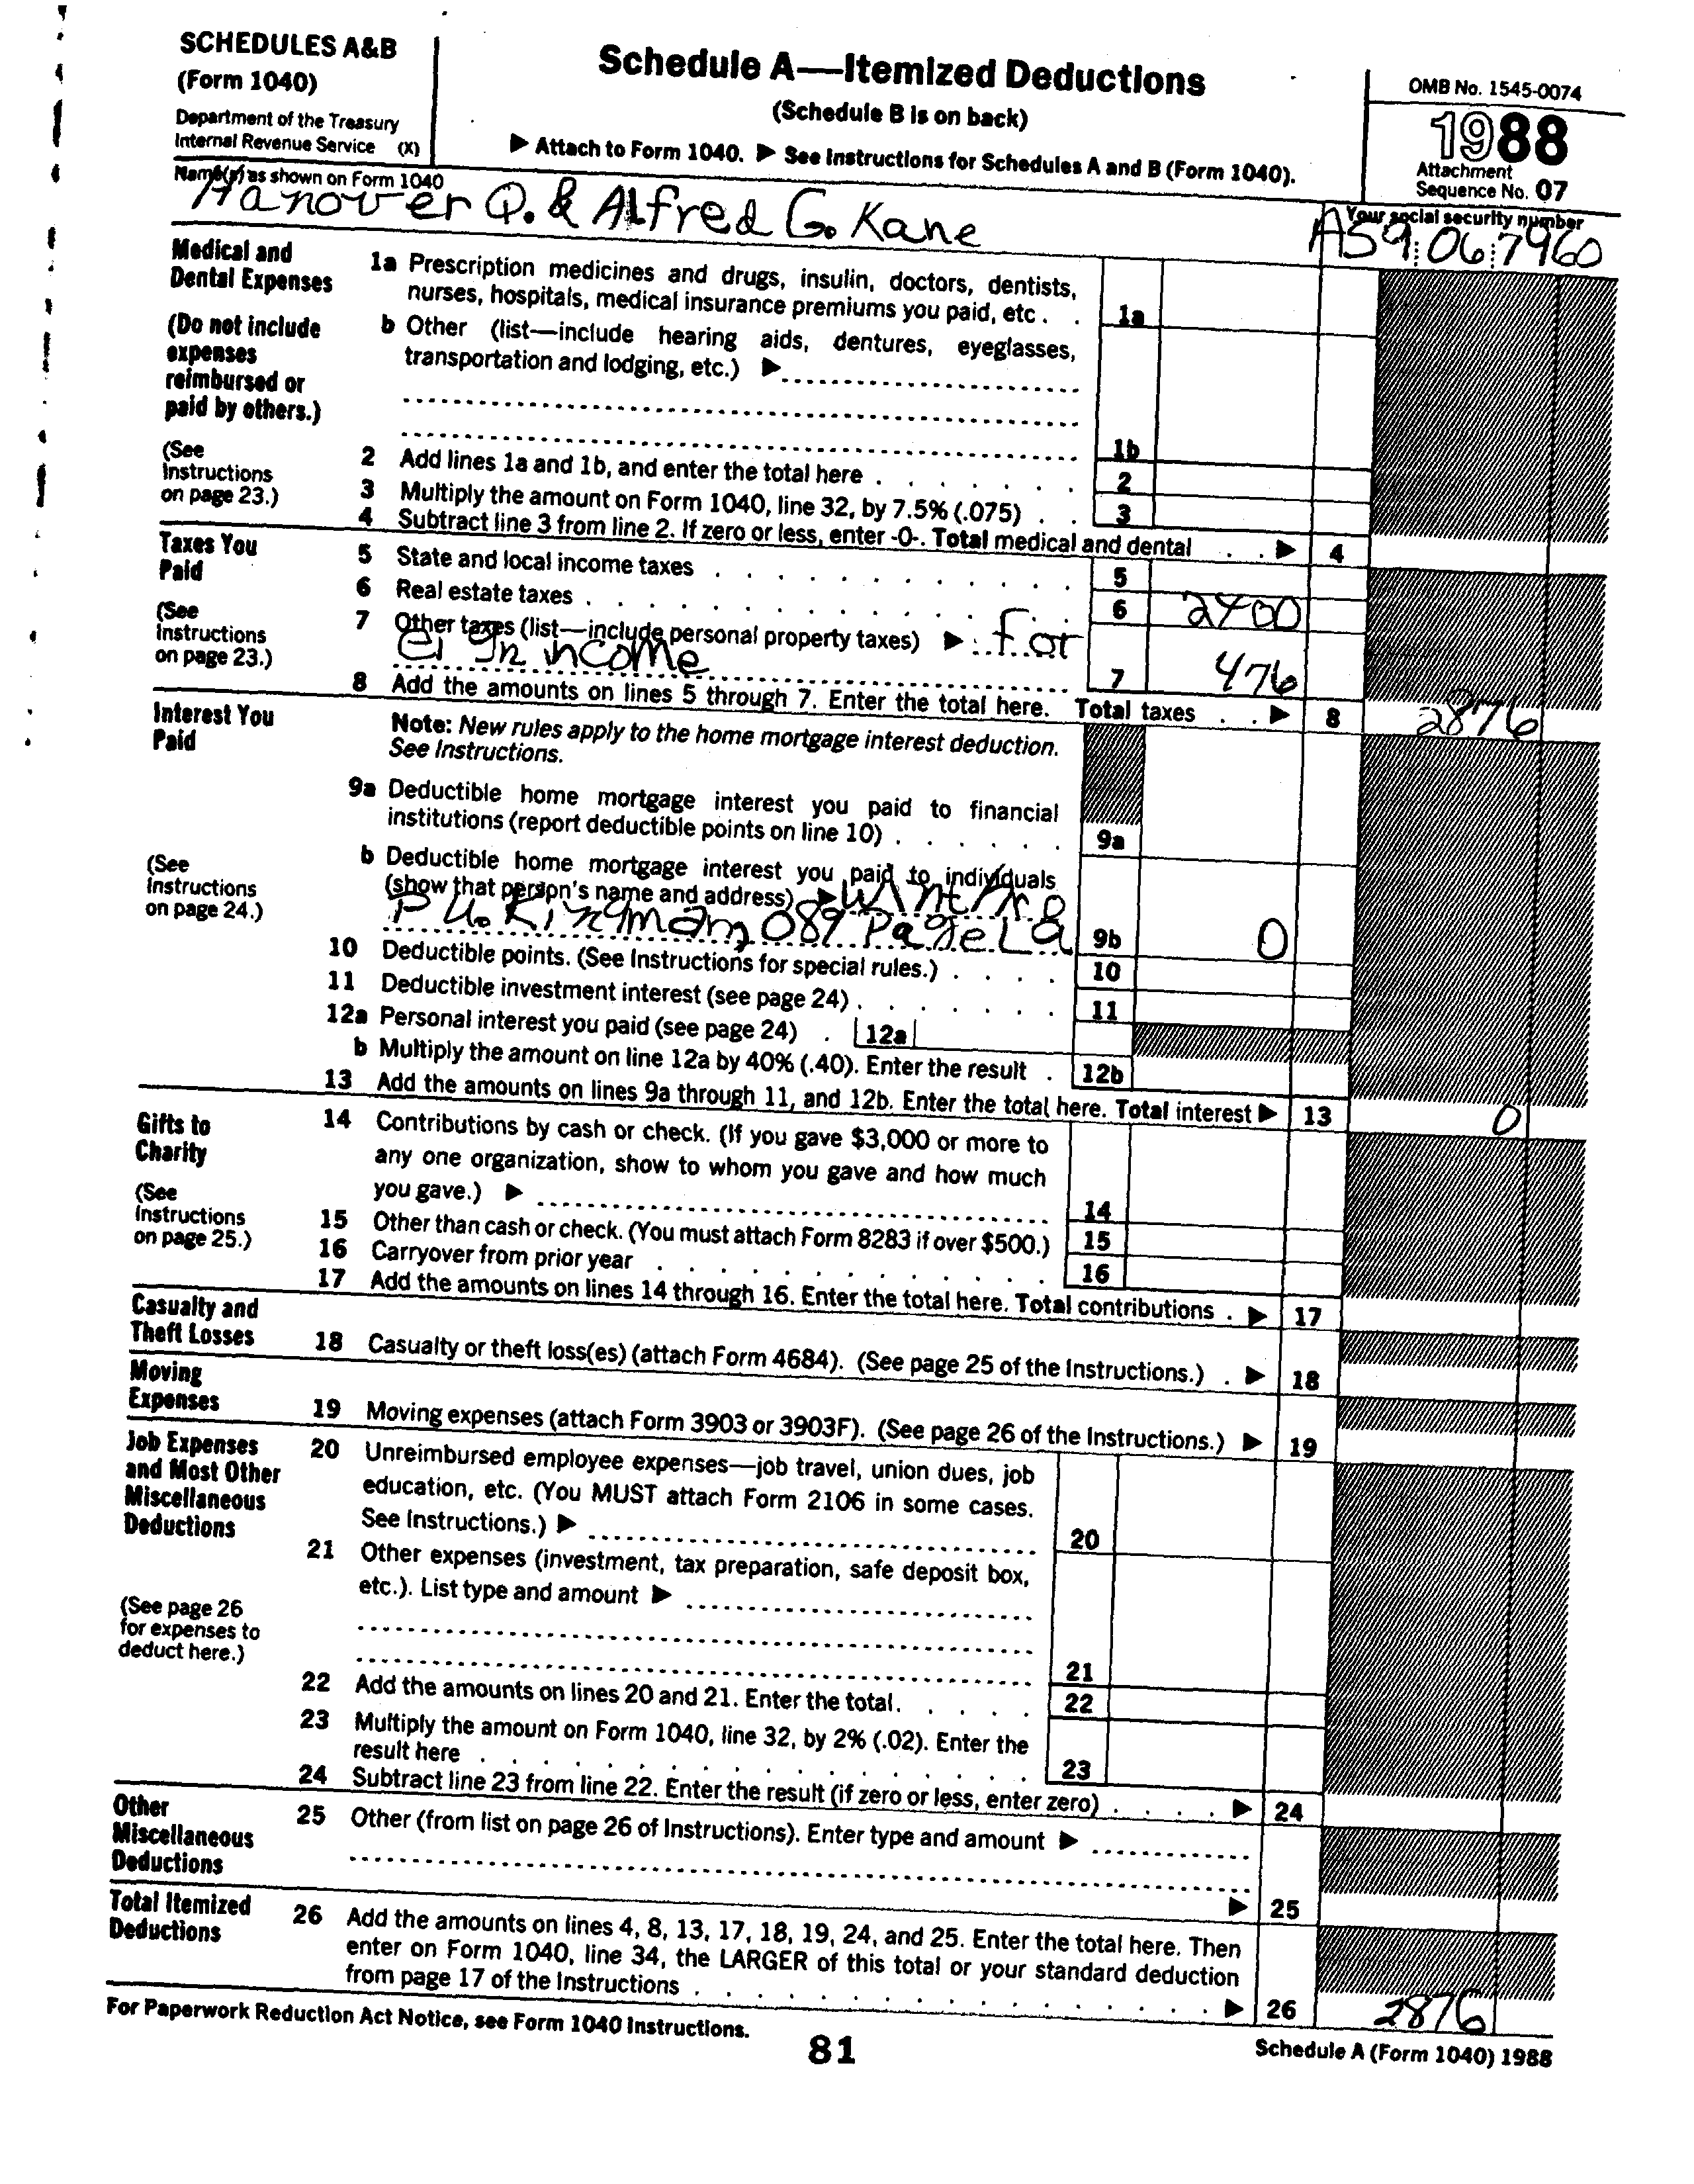 SCHEDULES A&B
(Form 1040)
Department of the Treasury
Internal Revenue Service (X)
Schedule A—Itemized Deductions
(Schedule B is on back)
▶ Attach to Form 1040. ▶ See Instructions for Schedules A and B (Form 1040).
OMB No. 1545-0074
1988
Attachment
Sequence No. 07
Name(s) as shown on Form 1040
Hanover Q. & Alfred G. Kane
Your social security number
A59:06:7960
Medical and
Dental Expenses
(Do not include
expenses
reimbursed or
paid by others.)
(See
Instructions
on page 23.)
1a Prescription medicines and drugs, insulin, doctors, dentists,
nurses, hospitals, medical insurance premiums you paid, etc . . 1a
b Other (list—include hearing aids, dentures, eyeglasses,
transportation and lodging, etc.) ▶
1b
2 Add lines 1a and 1b, and enter the total here 2
3 Multiply the amount on Form 1040, line 32, by 7.5% (.075) 3
4 Subtract line 3 from line 2. If zero or less, enter -0-. Total medical and dental ▶ 4
Taxes You
Paid
(See
Instructions
on page 23.)
5 State and local income taxes 5
6 Real estate taxes 6 2400
7 Other taxes (list—include personal property taxes) ▶ For
ei gn income 7 476
8 Add the amounts on lines 5 through 7. Enter the total here. Total taxes ▶ 8 2876
Interest You
Paid
(See
Instructions
on page 24.)
Note: New rules apply to the home mortgage interest deduction.
See Instructions.
9a Deductible home mortgage interest you paid to financial
institutions (report deductible points on line 10) 9a
b Deductible home mortgage interest you paid to individuals
(show that person's name and address) ▶
Page La 9b 0
10 Deductible points. (See Instructions for special rules.) 10
11 Deductible investment interest (see page 24) 11
12a Personal interest you paid (see page 24) 12a
b Multiply the amount on line 12a by 40% (.40). Enter the result 12b
13 Add the amounts on lines 9a through 11, and 12b. Enter the total here. Total interest ▶ 13 0
Gifts to
Charity
(See
Instructions
on page 25.)
14 Contributions by cash or check. (If you gave $3,000 or more to
any one organization, show to whom you gave and how much
you gave.) ▶ 14
15 Other than cash or check. (You must attach Form 8283 if over $500.) 15
16 Carryover from prior year 16
17 Add the amounts on lines 14 through 16. Enter the total here. Total contributions ▶ 17
Casualty and
Theft Losses
18 Casualty or theft loss(es) (attach Form 4684). (See page 25 of the Instructions.) ▶ 18
Moving
Expenses
19 Moving expenses (attach Form 3903 or 3903F). (See page 26 of the Instructions.) ▶ 19
Job Expenses
and Most Other
Miscellaneous
Deductions
(See page 26
for expenses to
deduct here.)
20 Unreimbursed employee expenses—job travel, union dues, job
education, etc. (You MUST attach Form 2106 in some cases.
See Instructions.) ▶ 20
21 Other expenses (investment, tax preparation, safe deposit box,
etc.). List type and amount ▶
21
22 Add the amounts on lines 20 and 21. Enter the total. 22
23 Multiply the amount on Form 1040, line 32, by 2% (.02). Enter the
result here 23
24 Subtract line 23 from line 22. Enter the result (if zero or less, enter zero) ▶ 24
Other
Miscellaneous
Deductions
25 Other (from list on page 26 of Instructions). Enter type and amount ▶
▶ 25
Total Itemized
Deductions
26 Add the amounts on lines 4, 8, 13, 17, 18, 19, 24, and 25. Enter the total here. Then
enter on Form 1040, line 34, the LARGER of this total or your standard deduction
from page 17 of the Instructions ▶ 26 2876
For Paperwork Reduction Act Notice, see Form 1040 Instructions.
81
Schedule A (Form 1040) 1988